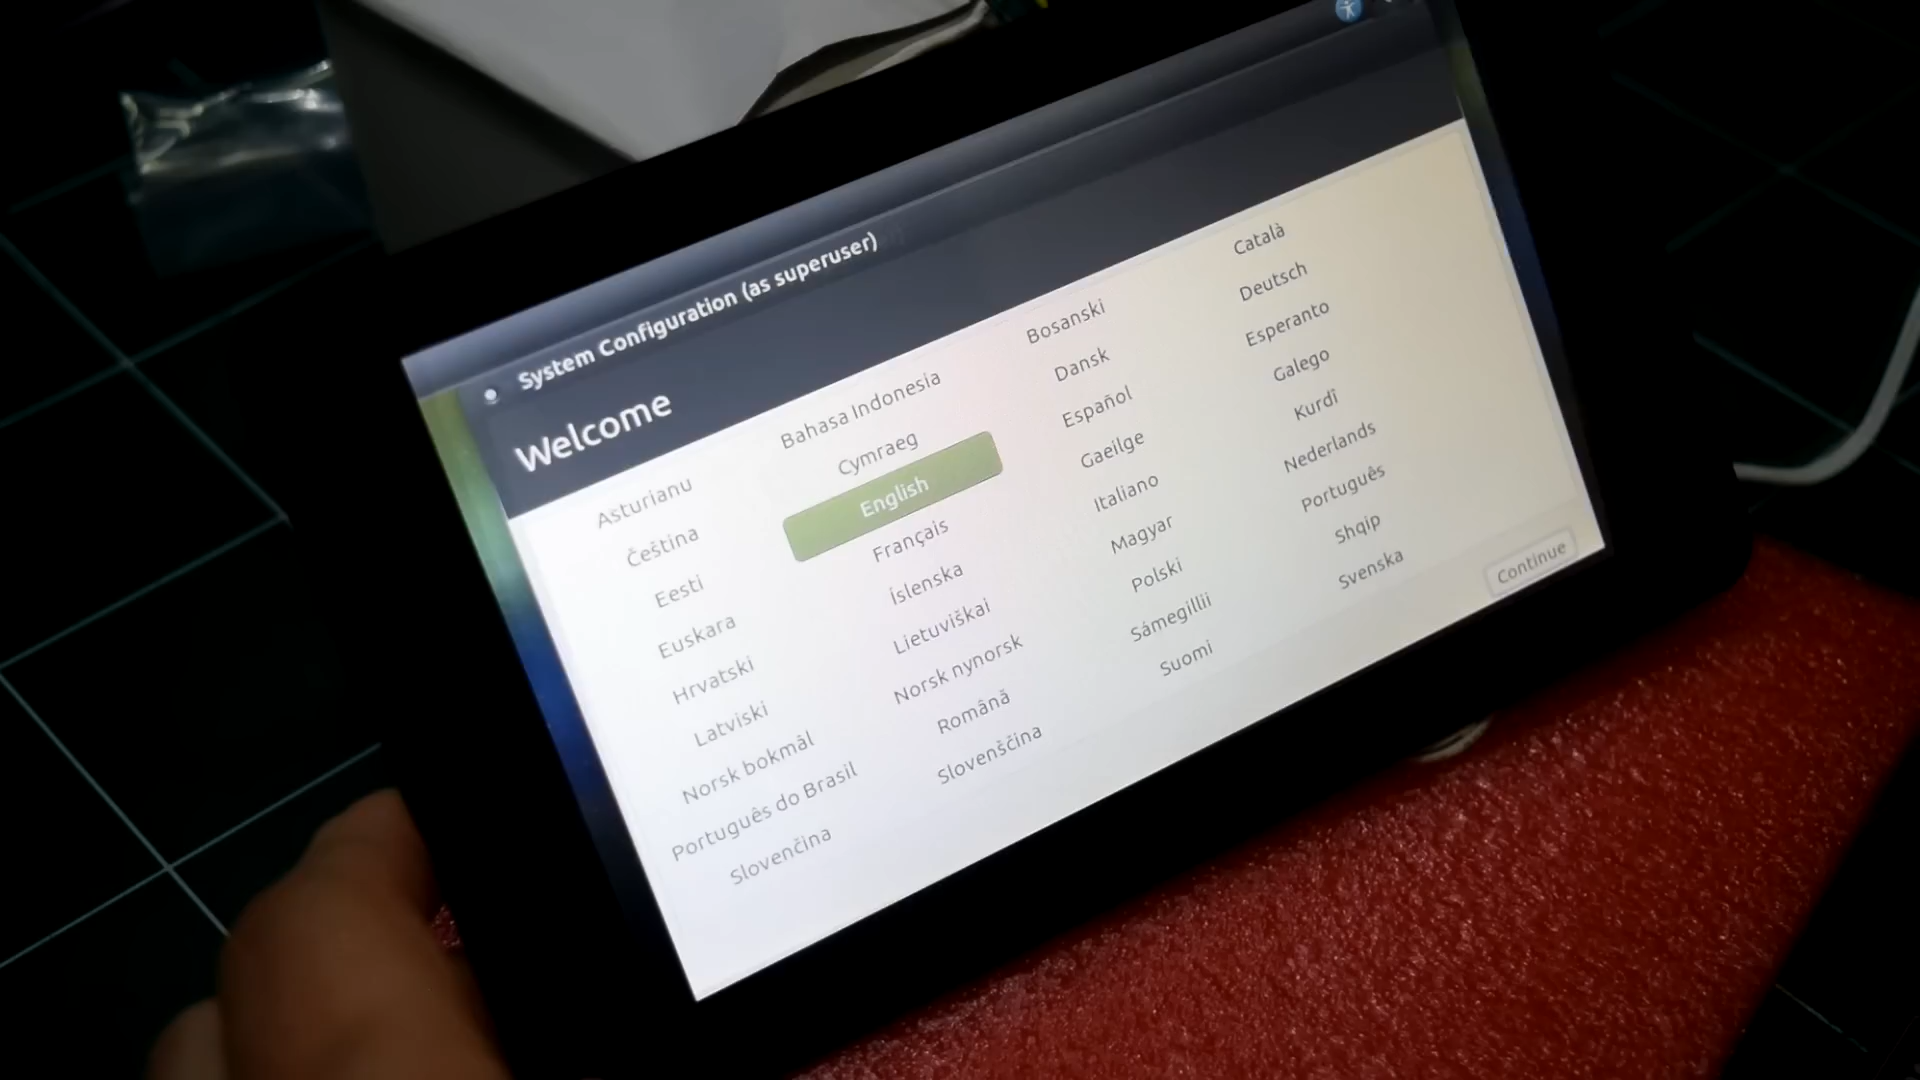 System Configuration (as superuser)
Welcome
Asturianu Bahasa Indonesia Bosanski Català
Čeština Cymraeg Dansk Deutsch
Eesti English Español Esperanto
Euskara Français Gaeilge Galego
Hrvatski Íslenska Italiano Kurdî
Latviski Lietuviškai Magyar Nederlands
Norsk bokmål Norsk nynorsk Polski Português
Português do Brasil Română Sámegillii Shqip
Slovenčina Slovenščina Suomi Svenska
Continue